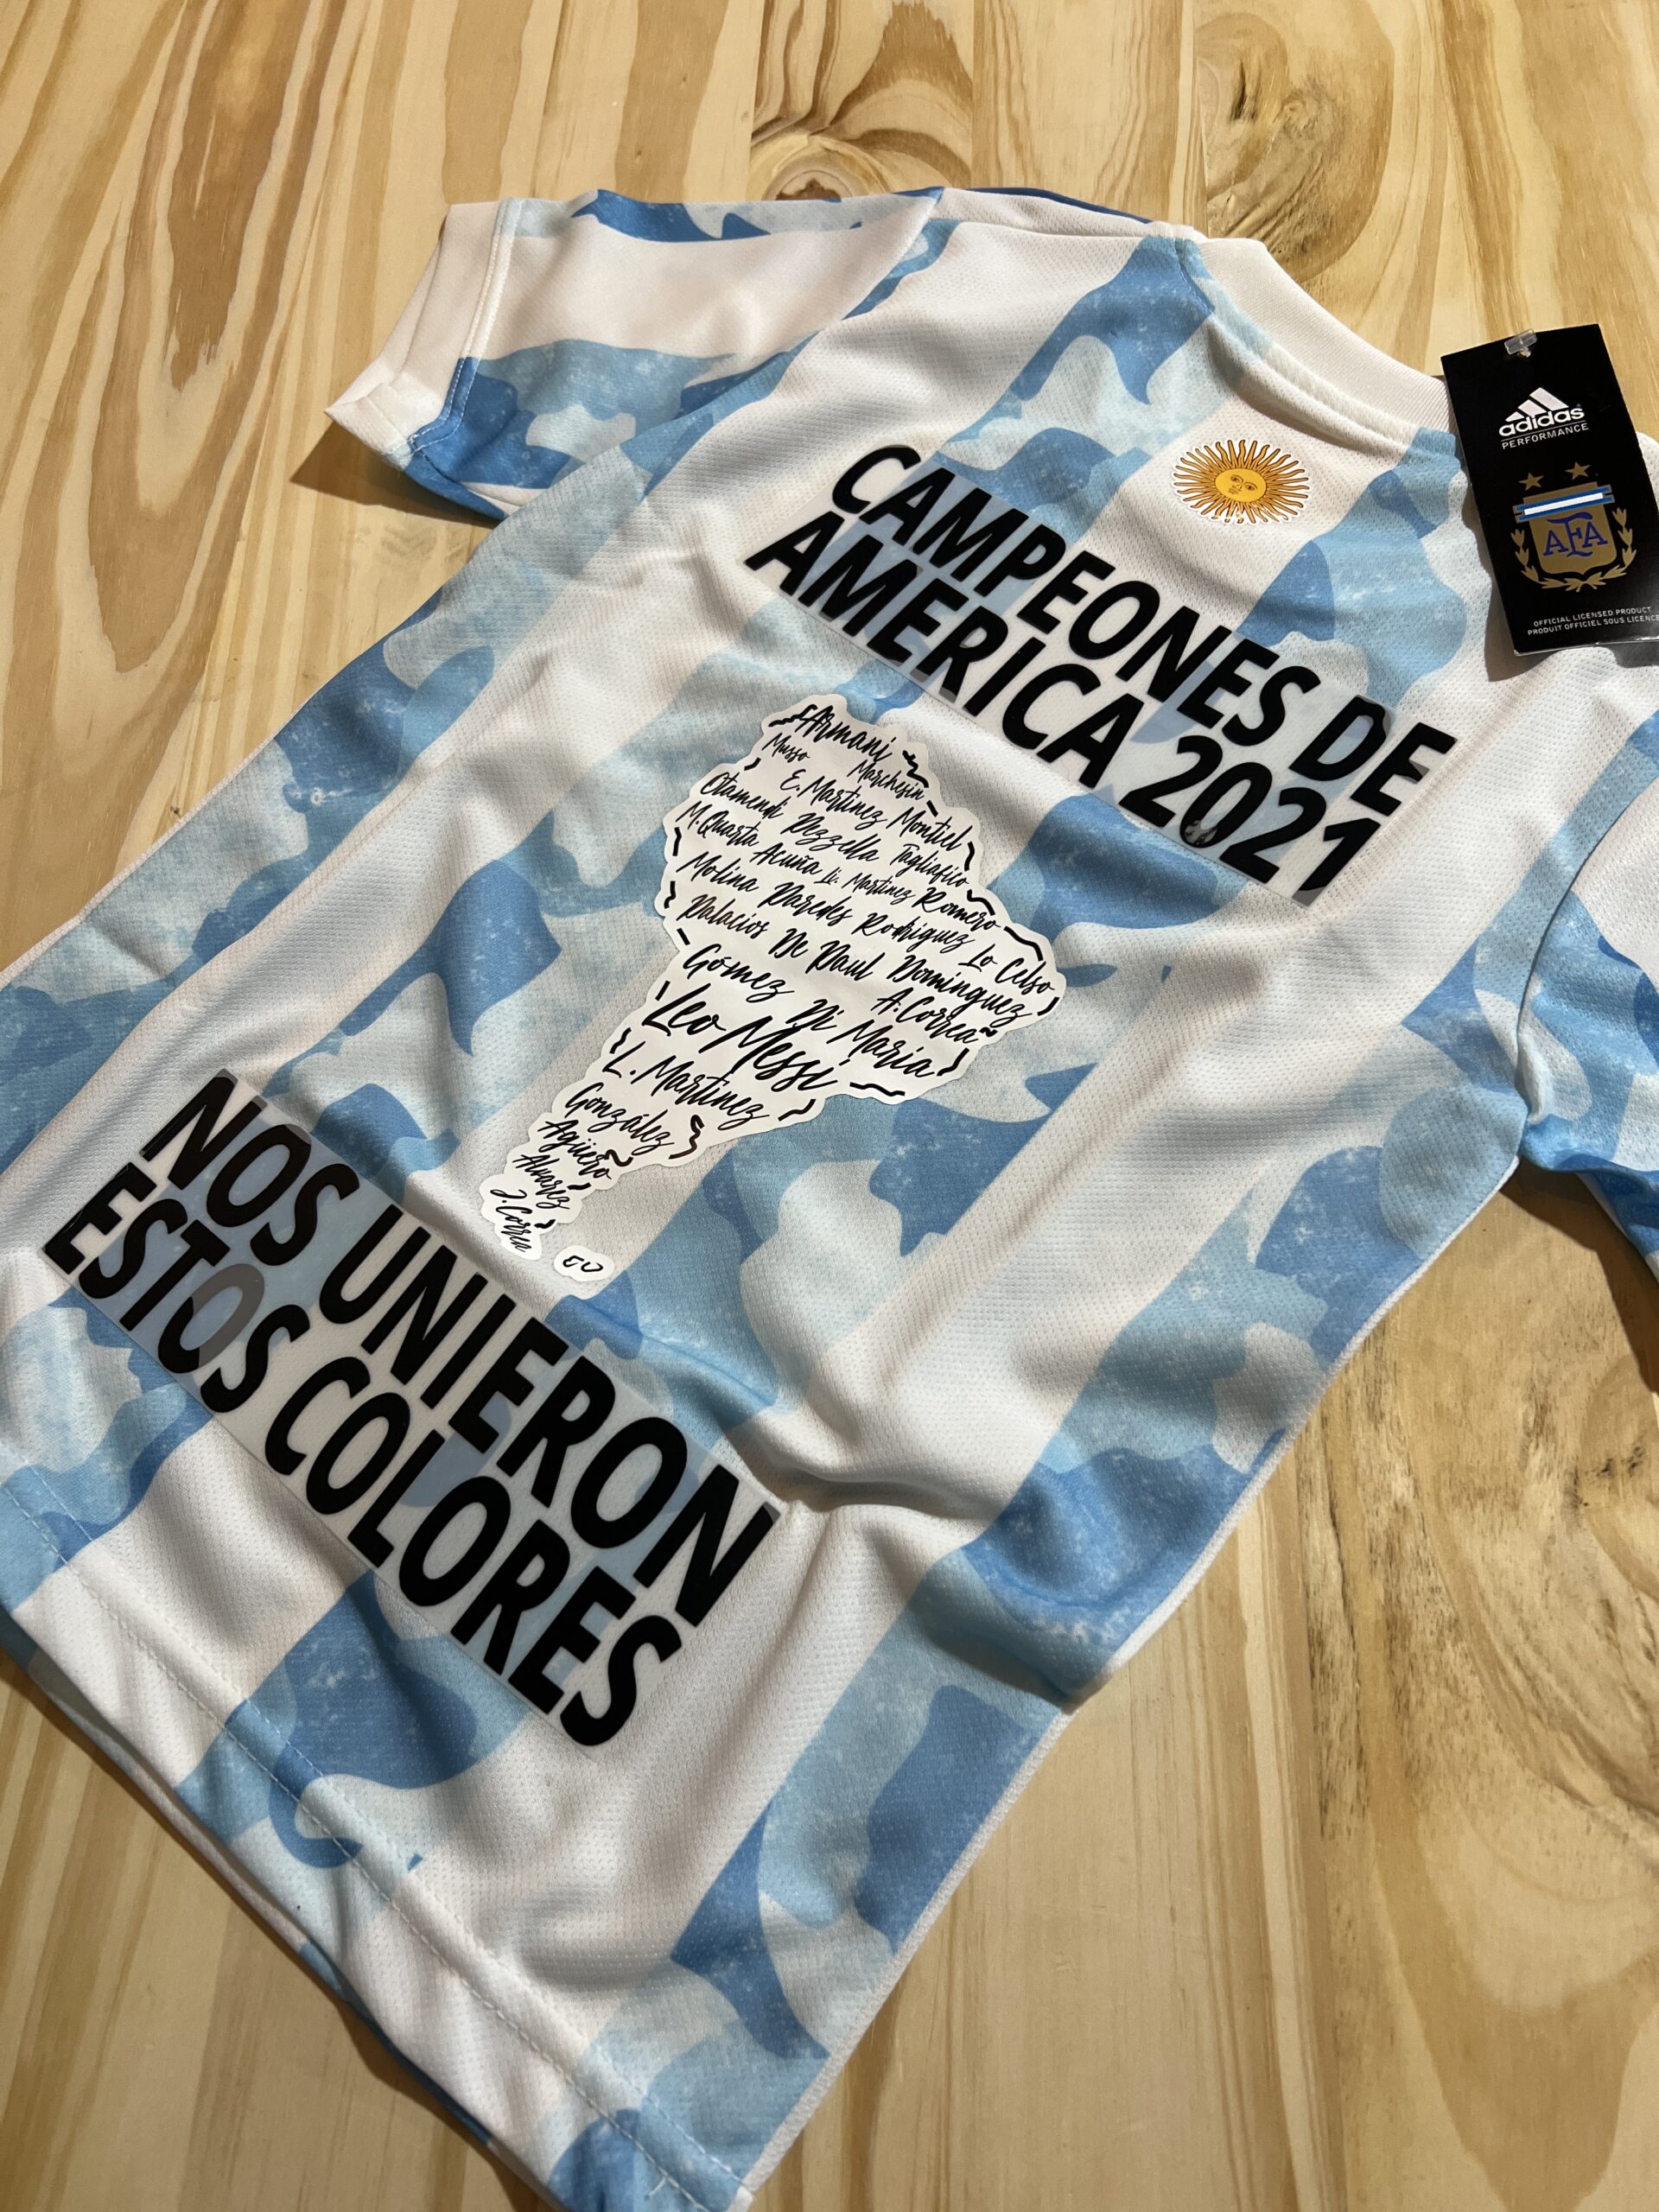 adidas
PERFORMANCE
AFA
OFFICIAL LICENSED PRODUCT
PRODUIT OFFICIEL SOUS LICENCE
CAMPEONES DE
AMERICA 2021
Armani
Musso Marchesin
E. Martinez Montiel
Otamendi Pezzella Tagliafico
M. Quarta Acuña Li. Martinez Romero
Molina Paredes Rodriguez Lo Celso
Palacios De Paul Dominguez
Gómez A. Correa
Di Maria
Leo Messi
L. Martinez
González
Agüero
Alvarez
J. Correa
NOS UNIERON
ESTOS COLORES